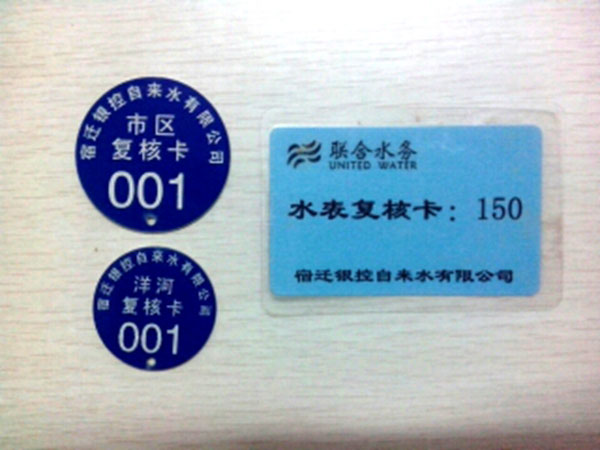 宿迁银控自来水有限公司
市区
复核卡
001
宿迁银控自来水有限公司
洋河
复核卡
001
联合水务
UNITED WATER
水表复核卡：150
宿迁银控自来水有限公司